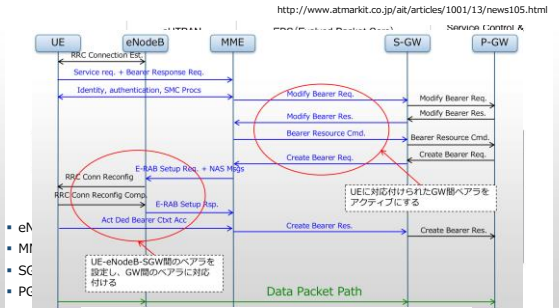 http://www.atmarkit.co.jp/ait/articles/1001/13/news105.html
Service Control &
UE
eNodeB
MME
S-GW
P-GW
RRC Connection Est.
Service req. + Bearer Response Req.
Identity, authentication, SMC Procs
Modify Bearer Req.
Modify Bearer Req.
Modify Bearer Res.
Modify Bearer Res.
Bearer Resource Cmd.
Bearer Resource Cmd.
Create Bearer Req.
Create Bearer Req.
E-RAB Setup Req. + NAS Msgs
RRC Conn Reconfig
RRC Conn Reconfig Comp.
E-RAB Setup Rsp.
Act Ded Bearer Ctxt Acc
Create Bearer Res.
Create Bearer Res.
UEに対応付けられたGW間ベアラを
アクティブにする
UE-eNodeB-SGW間のベアラを
設定し、GW間のベアラに対応
付ける
Data Packet Path